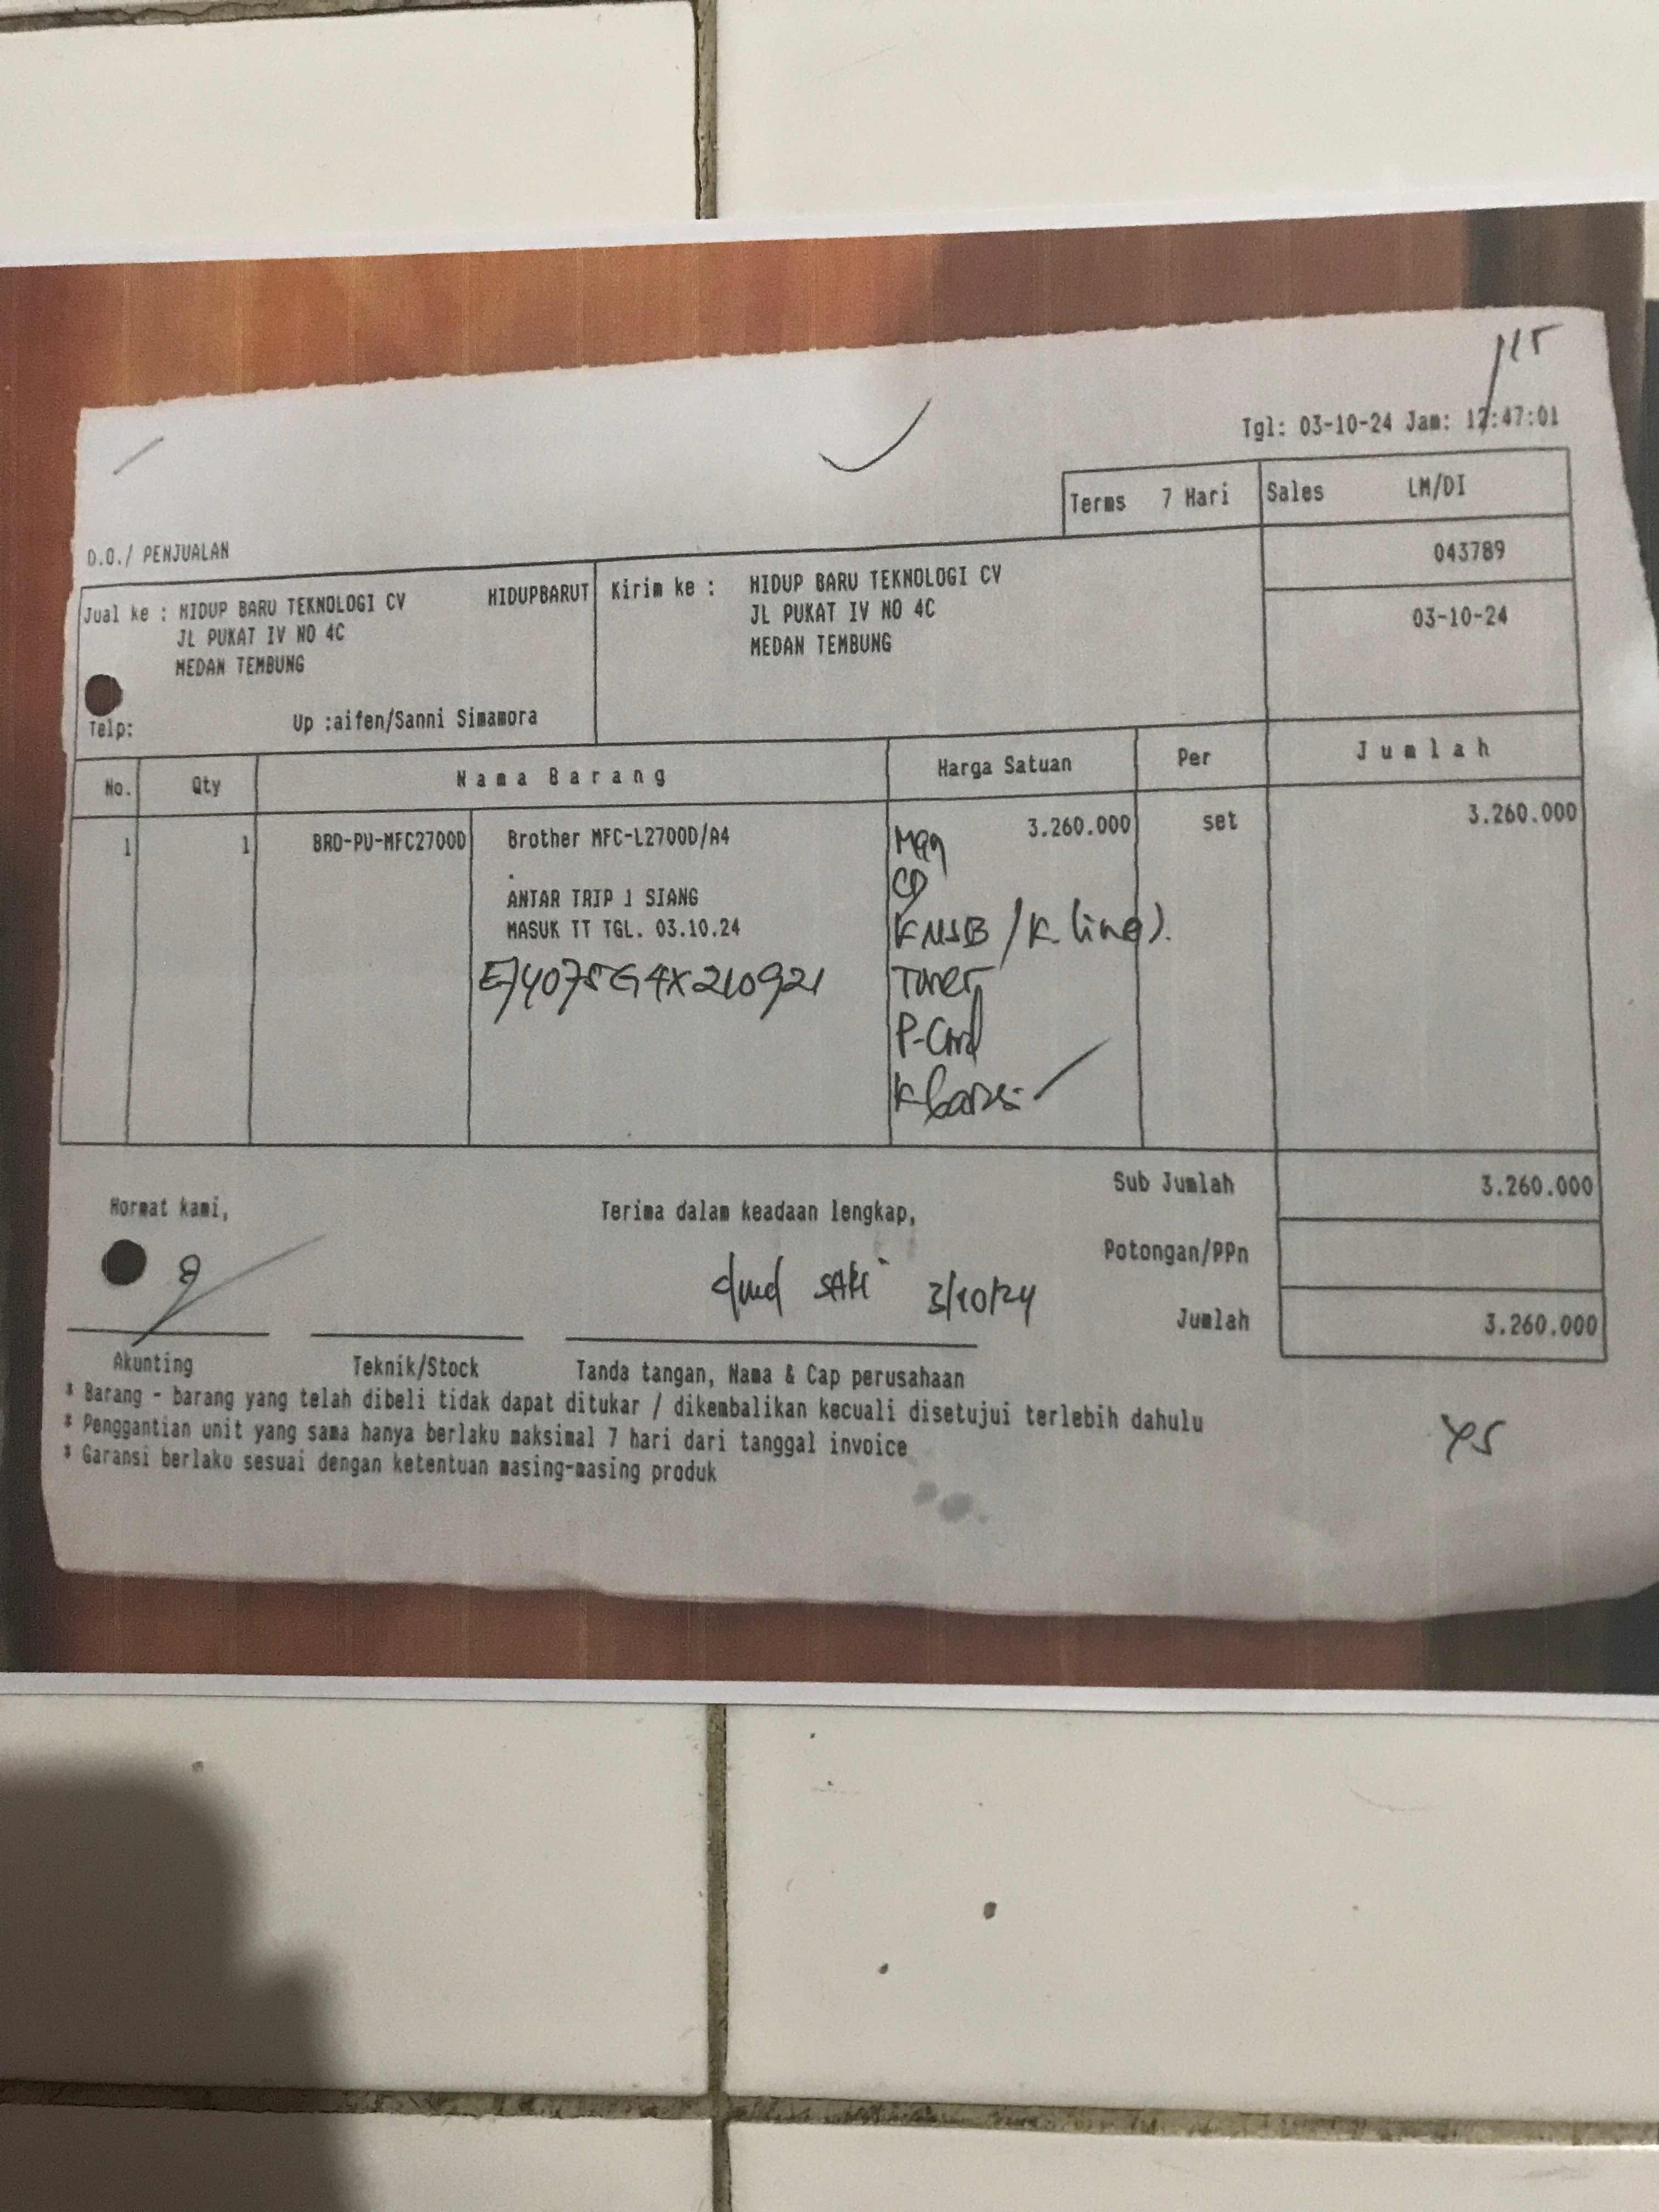 Tgl: 03-10-24 Jam: 12:47:01
Terms 7 Hari Sales LM/DI
D.O./ PENJUALAN
043789
Jual ke : HIDUP BARU TEKNOLOGI CV HIDUPBARUT Kirim ke : HIDUP BARU TEKNOLOGI CV
JL PUKAT IV NO 4C JL PUKAT IV NO 4C 03-10-24
MEDAN TEMBUNG MEDAN TEMBUNG
Telp: Up :aifen/Sanni Simamora
No. Qty Nama Barang Harga Satuan Per Jumlah
1 1 BRO-PU-MFC2700D Brother MFC-L2700D/A4 3.260.000 set 3.260.000
ANTAR TRIP 1 SIANG
MASUK TT TGL. 03.10.24
CD
K USB / K. line).
Toner
P-Card
Sub Jumlah 3.260.000
Hormat kami, Terima dalam keadaan lengkap,
Potongan/PPn
3/10/24
Jumlah 3.260.000
Akunting Teknik/Stock Tanda tangan, Nama & Cap perusahaan
* Barang - barang yang telah dibeli tidak dapat ditukar / dikembalikan kecuali disetujui terlebih dahulu
* Penggantian unit yang sama hanya berlaku maksimal 7 hari dari tanggal invoice
* Garansi berlaku sesuai dengan ketentuan masing-masing produk